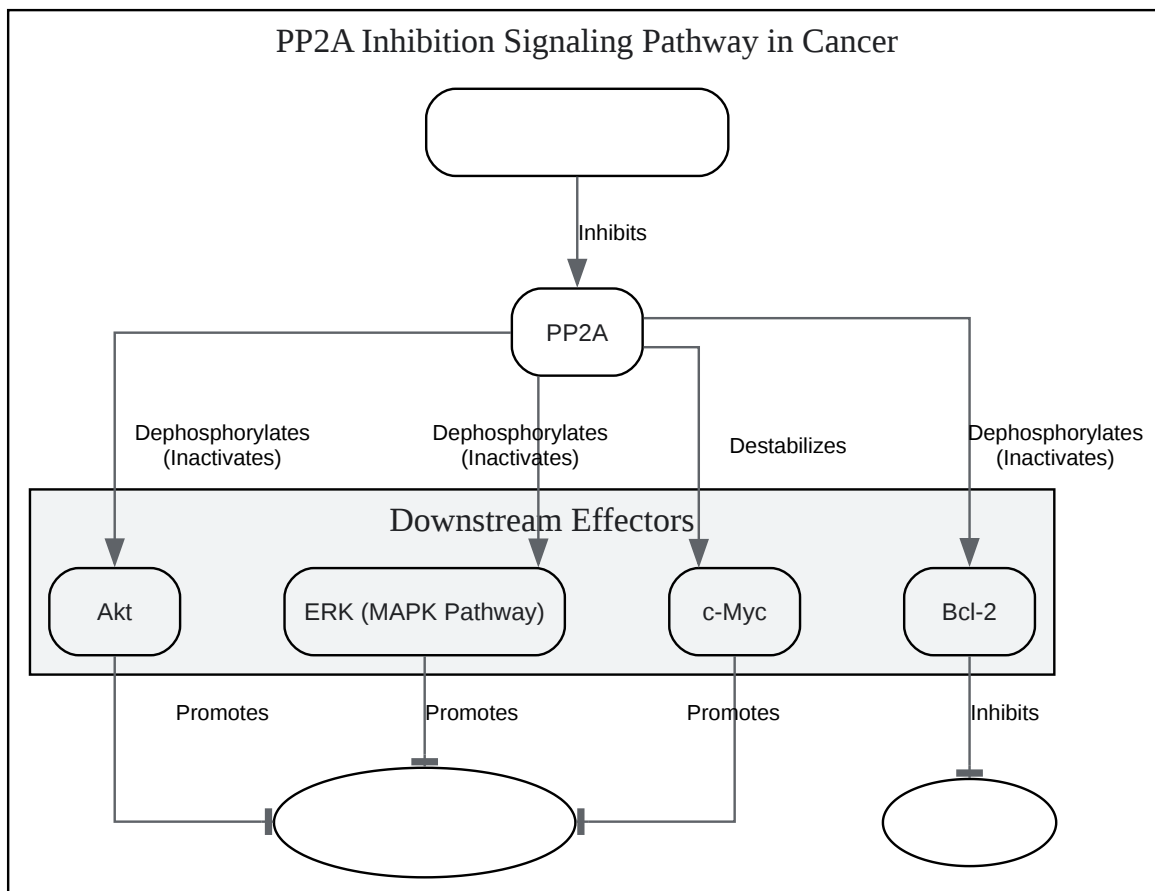 PP2A Inhibition Signaling Pathway in Cancer
Inhibits
PP2A
Dephosphorylates
(Inactivates)
Dephosphorylates
(Inactivates)
Destabilizes
Dephosphorylates
(Inactivates)
Downstream Effectors
Akt
ERK (MAPK Pathway)
c-Myc
Bcl-2
Promotes
Promotes
Promotes
Inhibits